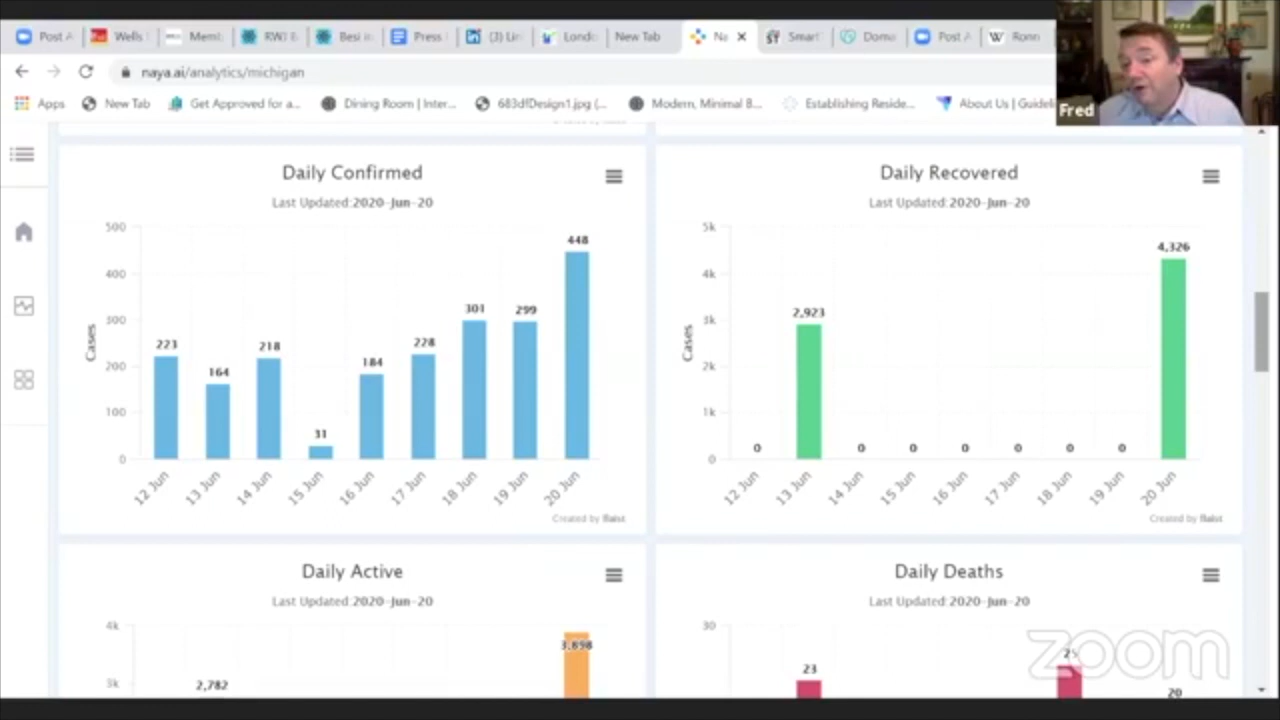 Post A Wells Memb RWJ B Besi in Press (3) Lin Londo New Tab Na Smart Doma Post A Ronn
naya.ai/analytics/michigan
Apps New Tab Get Approved for a... Dining Room | Inter... 683dfDesign1.jpg (... Modern, Minimal B... Establishing Reside... About Us | Guideli
Fred
Daily Confirmed
Last Updated:2020-Jun-20
500
400
300
200
100
0
Cases
223
164
218
31
184
228
301
299
448
12 Jun
13 Jun
14 Jun
15 Jun
16 Jun
17 Jun
18 Jun
19 Jun
20 Jun
Created by flaist
Daily Recovered
Last Updated:2020-Jun-20
5k
4k
3k
2k
1k
0
Cases
0
2,923
0
0
0
0
0
0
4,326
12 Jun
13 Jun
14 Jun
15 Jun
16 Jun
17 Jun
18 Jun
19 Jun
20 Jun
Created by flaist
Daily Active
Last Updated:2020-Jun-20
4k
3k
2,782
3,898
Daily Deaths
Last Updated:2020-Jun-20
30
23
25
20
zoom